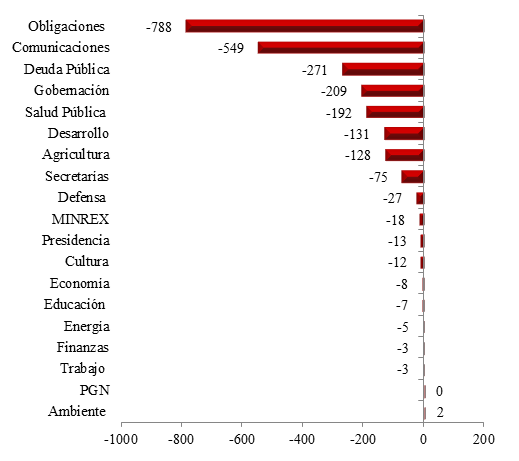 Obligaciones -788
Comunicaciones -549
Deuda Pública -271
Gobernación -209
Salud Pública -192
Desarrollo -131
Agricultura -128
Secretarias -75
Defensa -27
MINREX -18
Presidencia -13
Cultura -12
Economía -8
Educación -7
Energía -5
Finanzas -3
Trabajo -3
PGN 0
Ambiente 2
-1000 -800 -600 -400 -200 0 200